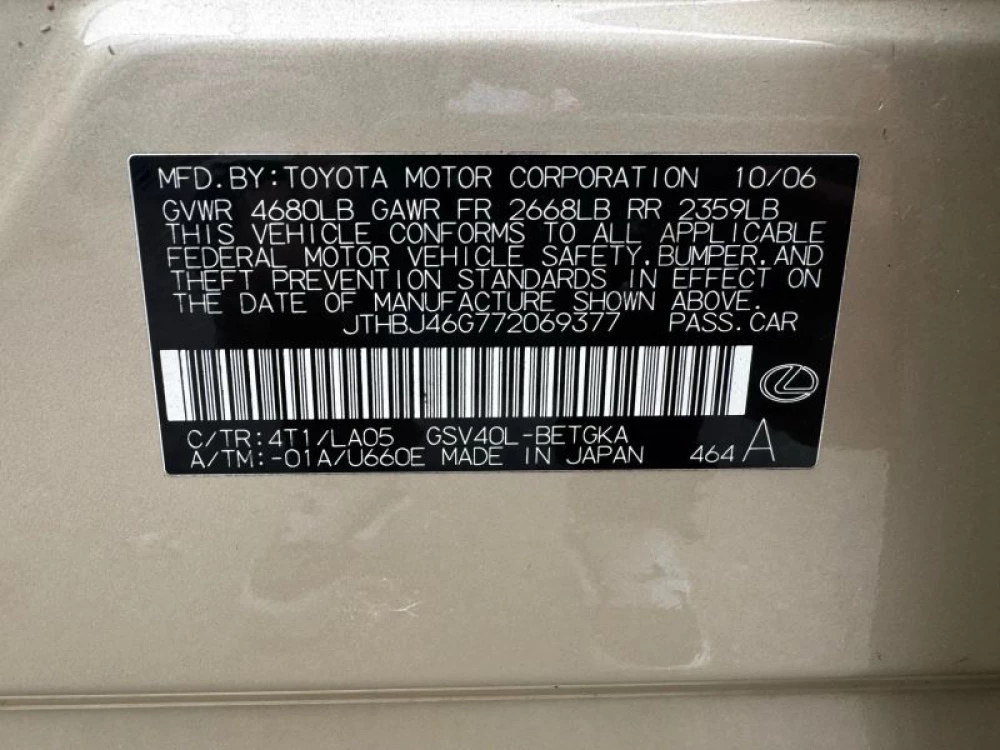 MFD.BY:TOYOTA MOTOR CORPORATION 10/06
GVWR 4680LB GAWR FR 2668LB RR 2359LB
THIS VEHICLE CONFORMS TO ALL APPLICABLE
FEDERAL MOTOR VEHICLE SAFETY,BUMPER,AND
THEFT PREVENTION STANDARDS IN EFFECT ON
THE DATE OF MANUFACTURE SHOWN ABOVE.
JTHBJ46G772069377 PASS.CAR
C/TR:4T1/LA05 GSV40L-BETGKA
A/TM:-01A/U660E MADE IN JAPAN 464 A